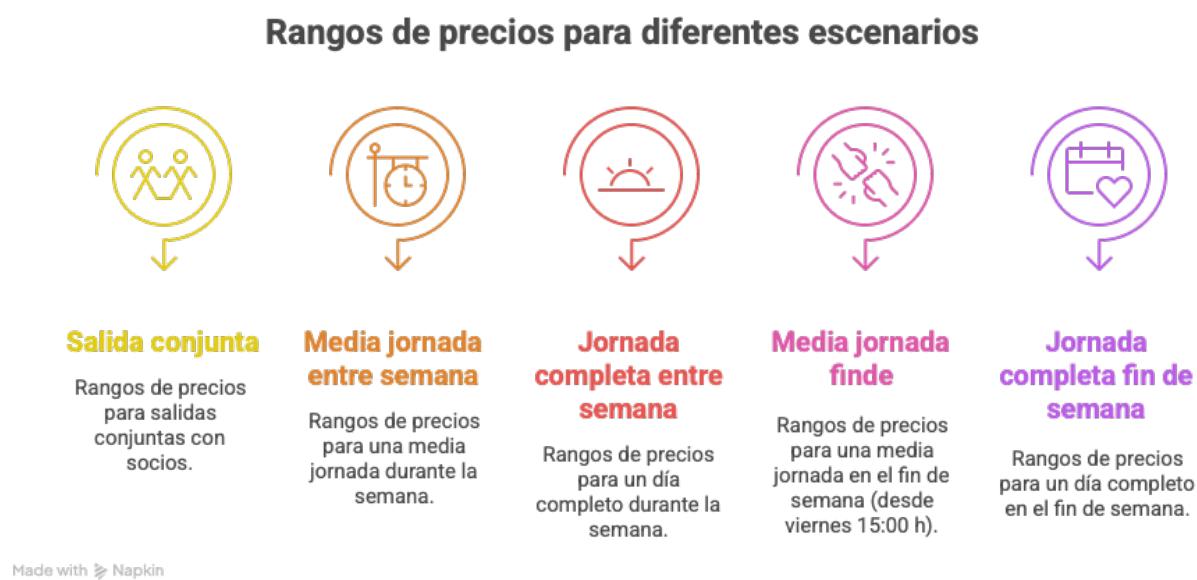 Rangos de precios para diferentes escenarios
Salida conjunta
Rangos de precios
para salidas
conjuntas con
socios.
Media jornada
entre semana
Rangos de precios
para una media
jornada durante la
semana.
Jornada
completa entre
semana
Rangos de precios
para un día
completo durante la
semana.
Media jornada
finde
Rangos de precios
para una media
jornada en el fin de
semana (desde
viernes 15:00 h).
Jornada
completa fin de
semana
Rangos de precios
para un día completo
en el fin de semana.
Made with Napkin